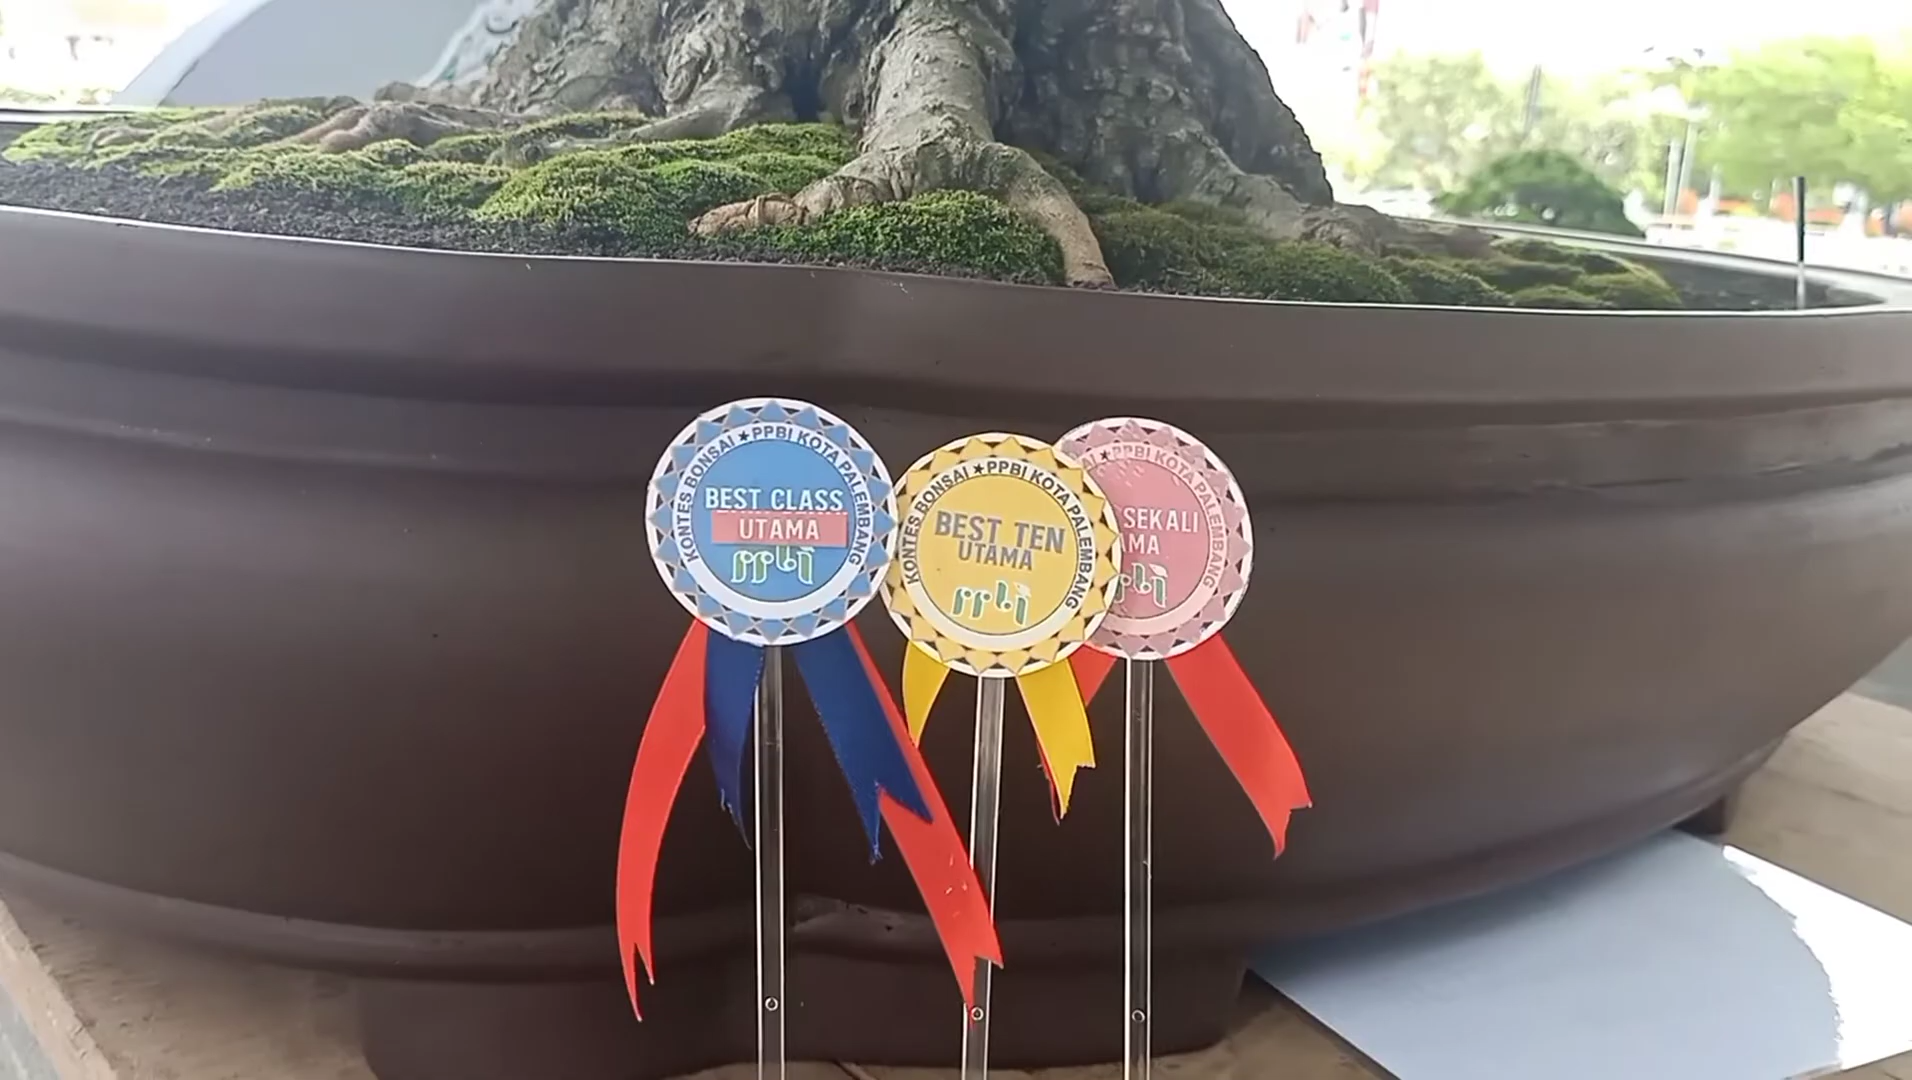 KONTES BONSAI ★ PPBI KOTA PALEMBANG
BEST CLASS
UTAMA
ppbi
KONTES BONSAI ★ PPBI KOTA PALEMBANG
BEST TEN
UTAMA
ppbi
★ PPBI KOTA PALEMBANG
SEKALI